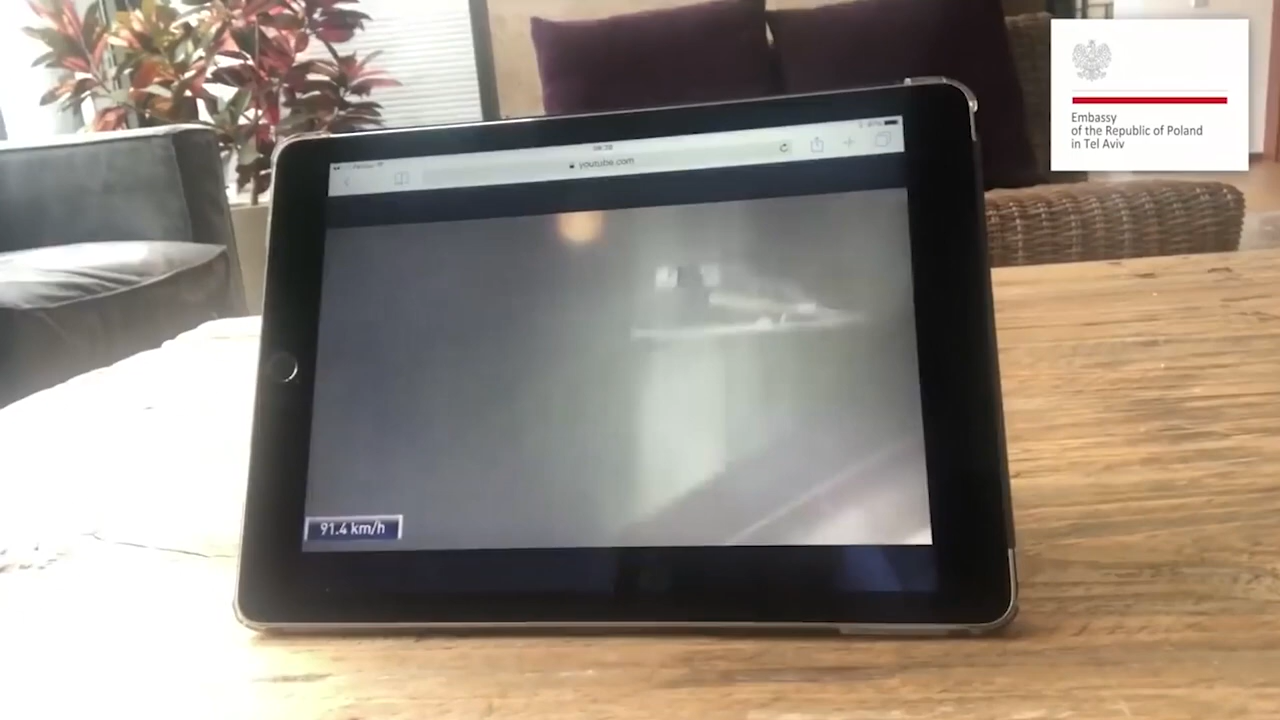 Embassy
of the Republic of Poland
in Tel Aviv
youtube.com
91.4 km/h